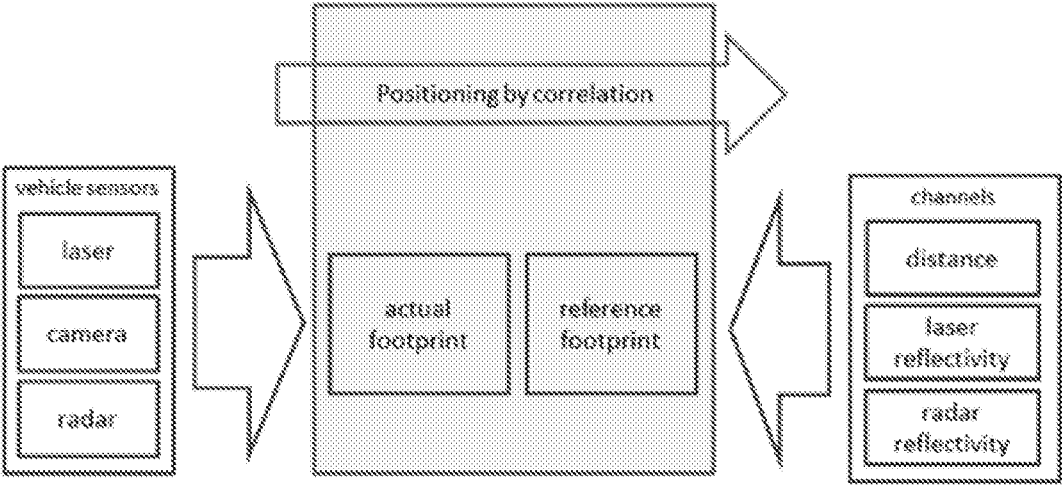 Positioning by correlation
vehicle sensors
laser
camera
radar
actual
footprint
reference
footprint
channels
distance
laser
reflectivity
radar
reflectivity